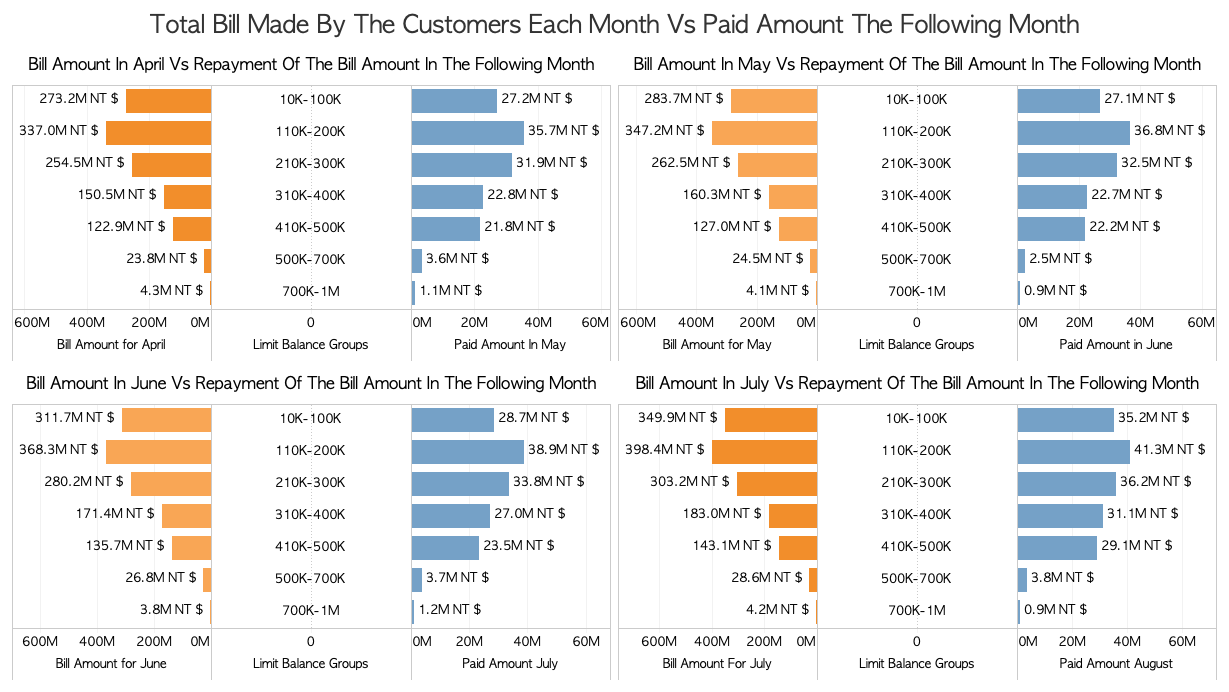 Total Bill Made By The Customers Each Month Vs Paid Amount The Following Month
Bill Amount In April Vs Repayment Of The Bill Amount In The Following Month
273.2M NT $ 10K-100K 27.2M NT $
337.0M NT $ 110K-200K 35.7M NT $
254.5M NT $ 210K-300K 31.9M NT $
150.5M NT $ 310K-400K 22.8M NT $
122.9M NT $ 410K-500K 21.8M NT $
23.8M NT $ 500K-700K 3.6M NT $
4.3M NT $ 700K-1M 1.1M NT $
600M 400M 200M 0M 0 0M 20M 40M 60M
Bill Amount for April Limit Balance Groups Paid Amount In May
Bill Amount In May Vs Repayment Of The Bill Amount In The Following Month
283.7M NT $ 10K-100K 27.1M NT $
347.2M NT $ 110K-200K 36.8M NT $
262.5M NT $ 210K-300K 32.5M NT $
160.3M NT $ 310K-400K 22.7M NT $
127.0M NT $ 410K-500K 22.2M NT $
24.5M NT $ 500K-700K 2.5M NT $
4.1M NT $ 700K-1M 0.9M NT $
600M 400M 200M 0M 0 0M 20M 40M 60M
Bill Amount for May Limit Balance Groups Paid Amount in June
Bill Amount In June Vs Repayment Of The Bill Amount In The Following Month
311.7M NT $ 10K-100K 28.7M NT $
368.3M NT $ 110K-200K 38.9M NT $
280.2M NT $ 210K-300K 33.8M NT $
171.4M NT $ 310K-400K 27.0M NT $
135.7M NT $ 410K-500K 23.5M NT $
26.8M NT $ 500K-700K 3.7M NT $
3.8M NT $ 700K-1M 1.2M NT $
600M 400M 200M 0M 0 0M 20M 40M 60M
Bill Amount for June Limit Balance Groups Paid Amount July
Bill Amount In July Vs Repayment Of The Bill Amount In The Following Month
349.9M NT $ 10K-100K 35.2M NT $
398.4M NT $ 110K-200K 41.3M NT $
303.2M NT $ 210K-300K 36.2M NT $
183.0M NT $ 310K-400K 31.1M NT $
143.1M NT $ 410K-500K 29.1M NT $
28.6M NT $ 500K-700K 3.8M NT $
4.2M NT $ 700K-1M 0.9M NT $
600M 400M 200M 0M 0 0M 20M 40M 60M
Bill Amount For July Limit Balance Groups Paid Amount August